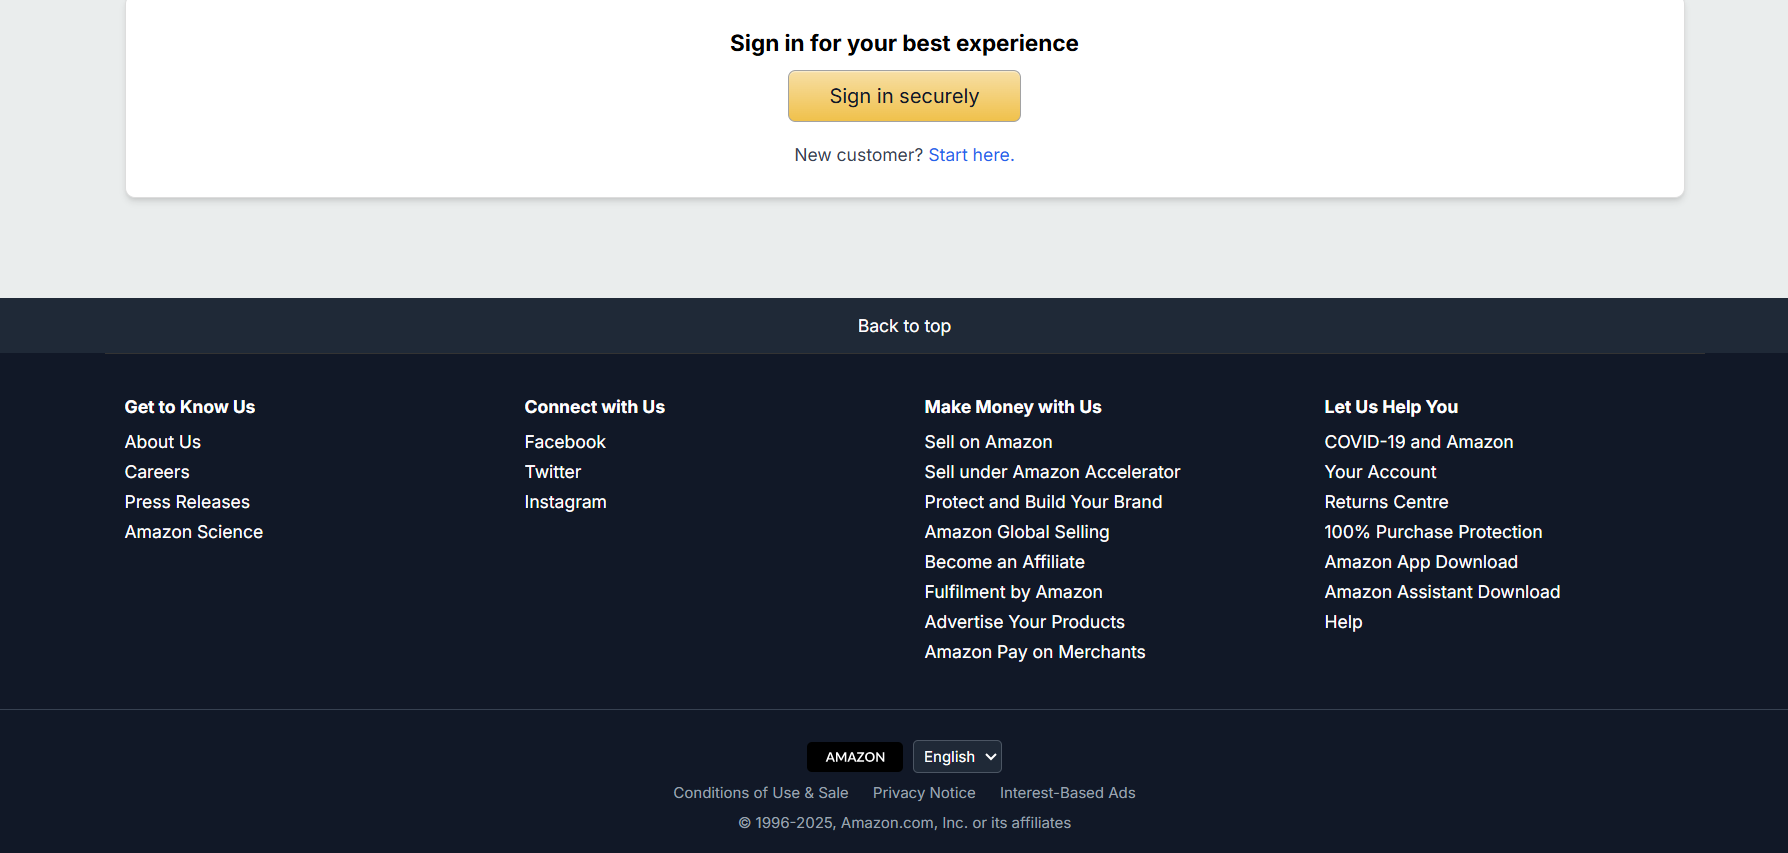 Sign in for your best experience
Sign in securely
New customer? Start here.
Back to top
Get to Know Us
About Us
Careers
Press Releases
Amazon Science
Connect with Us
Facebook
Twitter
Instagram
Make Money with Us
Sell on Amazon
Sell under Amazon Accelerator
Protect and Build Your Brand
Amazon Global Selling
Become an Affiliate
Fulfilment by Amazon
Advertise Your Products
Amazon Pay on Merchants
Let Us Help You
COVID-19 and Amazon
Your Account
Returns Centre
100% Purchase Protection
Amazon App Download
Amazon Assistant Download
Help
AMAZON English
Conditions of Use & Sale Privacy Notice Interest-Based Ads
© 1996-2025, Amazon.com, Inc. or its affiliates